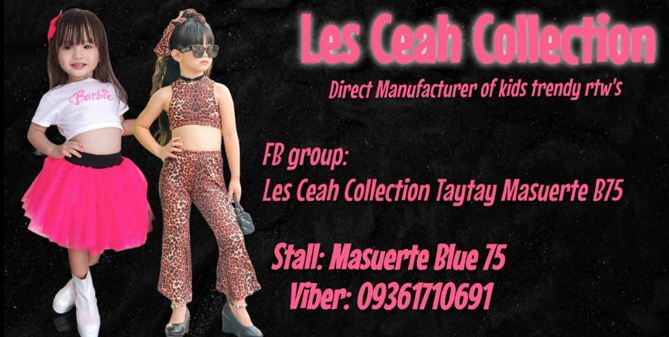 Les Ceah Collection
Direct Manufacturer of kids trendy rtw's
Barbie
FB group:
Les Ceah Collection Taytay Masuerte B75
Stall: Masuerte Blue 75
Viber: 09361710691